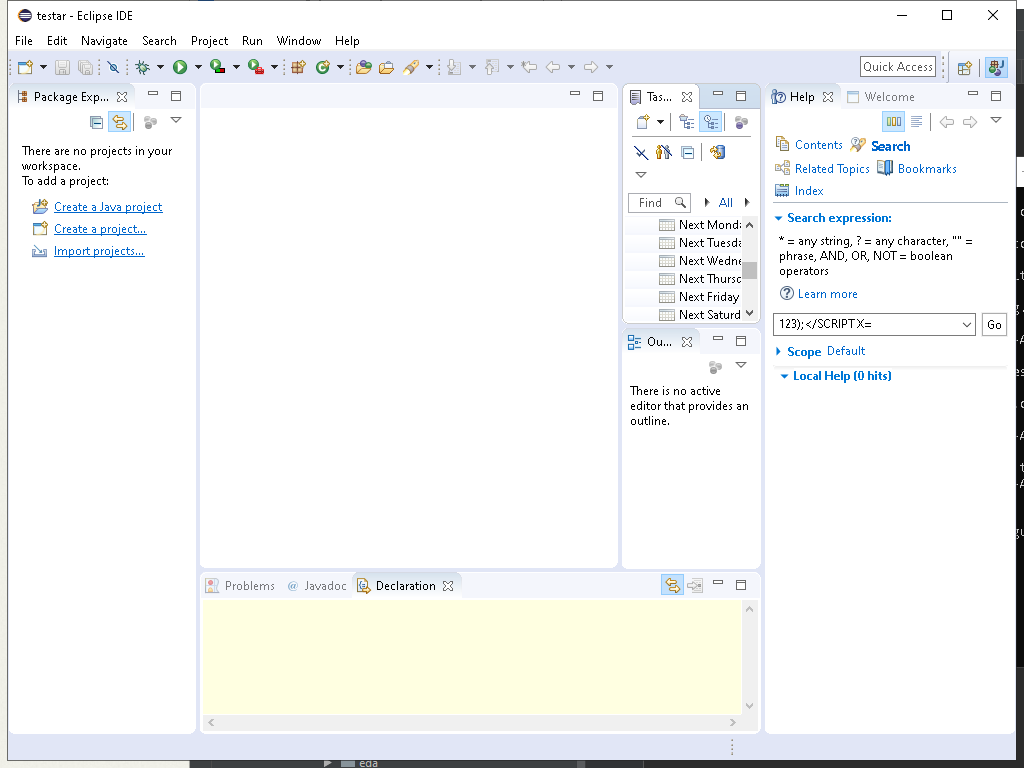 testar - Eclipse IDE
File Edit Navigate Search Project Run Window Help
Quick Access
Package Exp...
There are no projects in your
workspace.
To add a project:
Create a Java project
Create a project...
Import projects...
Tas...
Find
All
Next Tuesda
Next Wedne
Next Thursd
Next Friday
Next Saturd
Ou...
There is no active
editor that provides an
outline.
Help Welcome
Contents Search
Related Topics Bookmarks
Index
Search expression:
* = any string, ? = any character, "" =
phrase, AND, OR, NOT = boolean
operators
Learn more
123);</SCRIPTX=
Go
Scope Default
Local Help (0 hits)
Problems @ Javadoc Declaration
eda